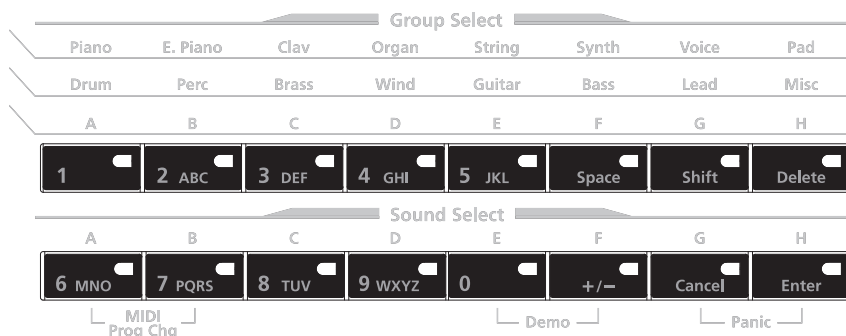 Group Select
Piano E. Piano Clav Organ String Synth Voice Pad
Drum Perc Brass Wind Guitar Bass Lead Misc
A B C D E F G H
1 2 ABC 3 DEF 4 GHI 5 JKL Space Shift Delete
Sound Select
A B C D E F G H
6 MNO 7 PQRS 8 TUV 9 WXYZ 0 +/− Cancel Enter
MIDI Demo Panic
Prog Chg